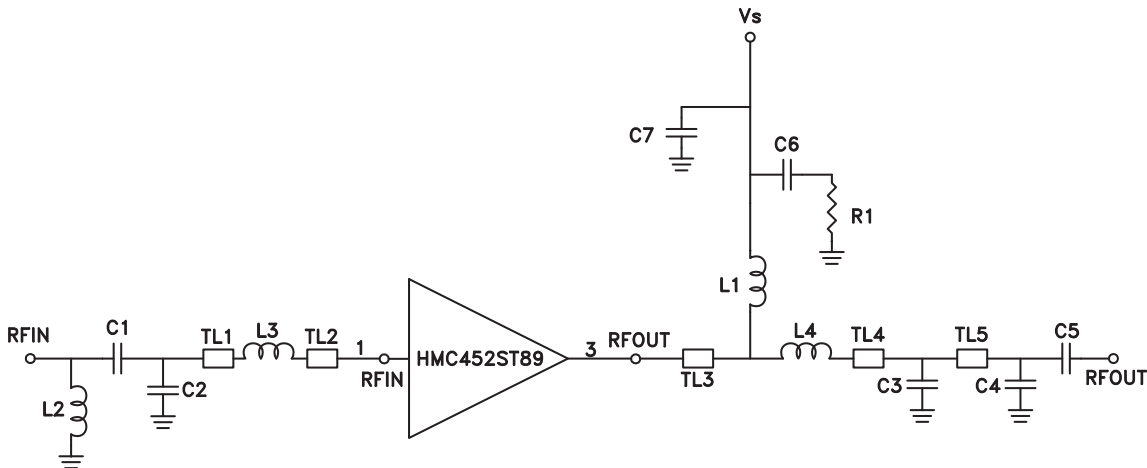 Vs
C7
C6
R1
L1
RFIN
C1
TL1
L3
TL2
1
RFIN
HMC452ST89
3
RFOUT
TL3
L4
TL4
TL5
C5
RFOUT
L2
C2
C3
C4